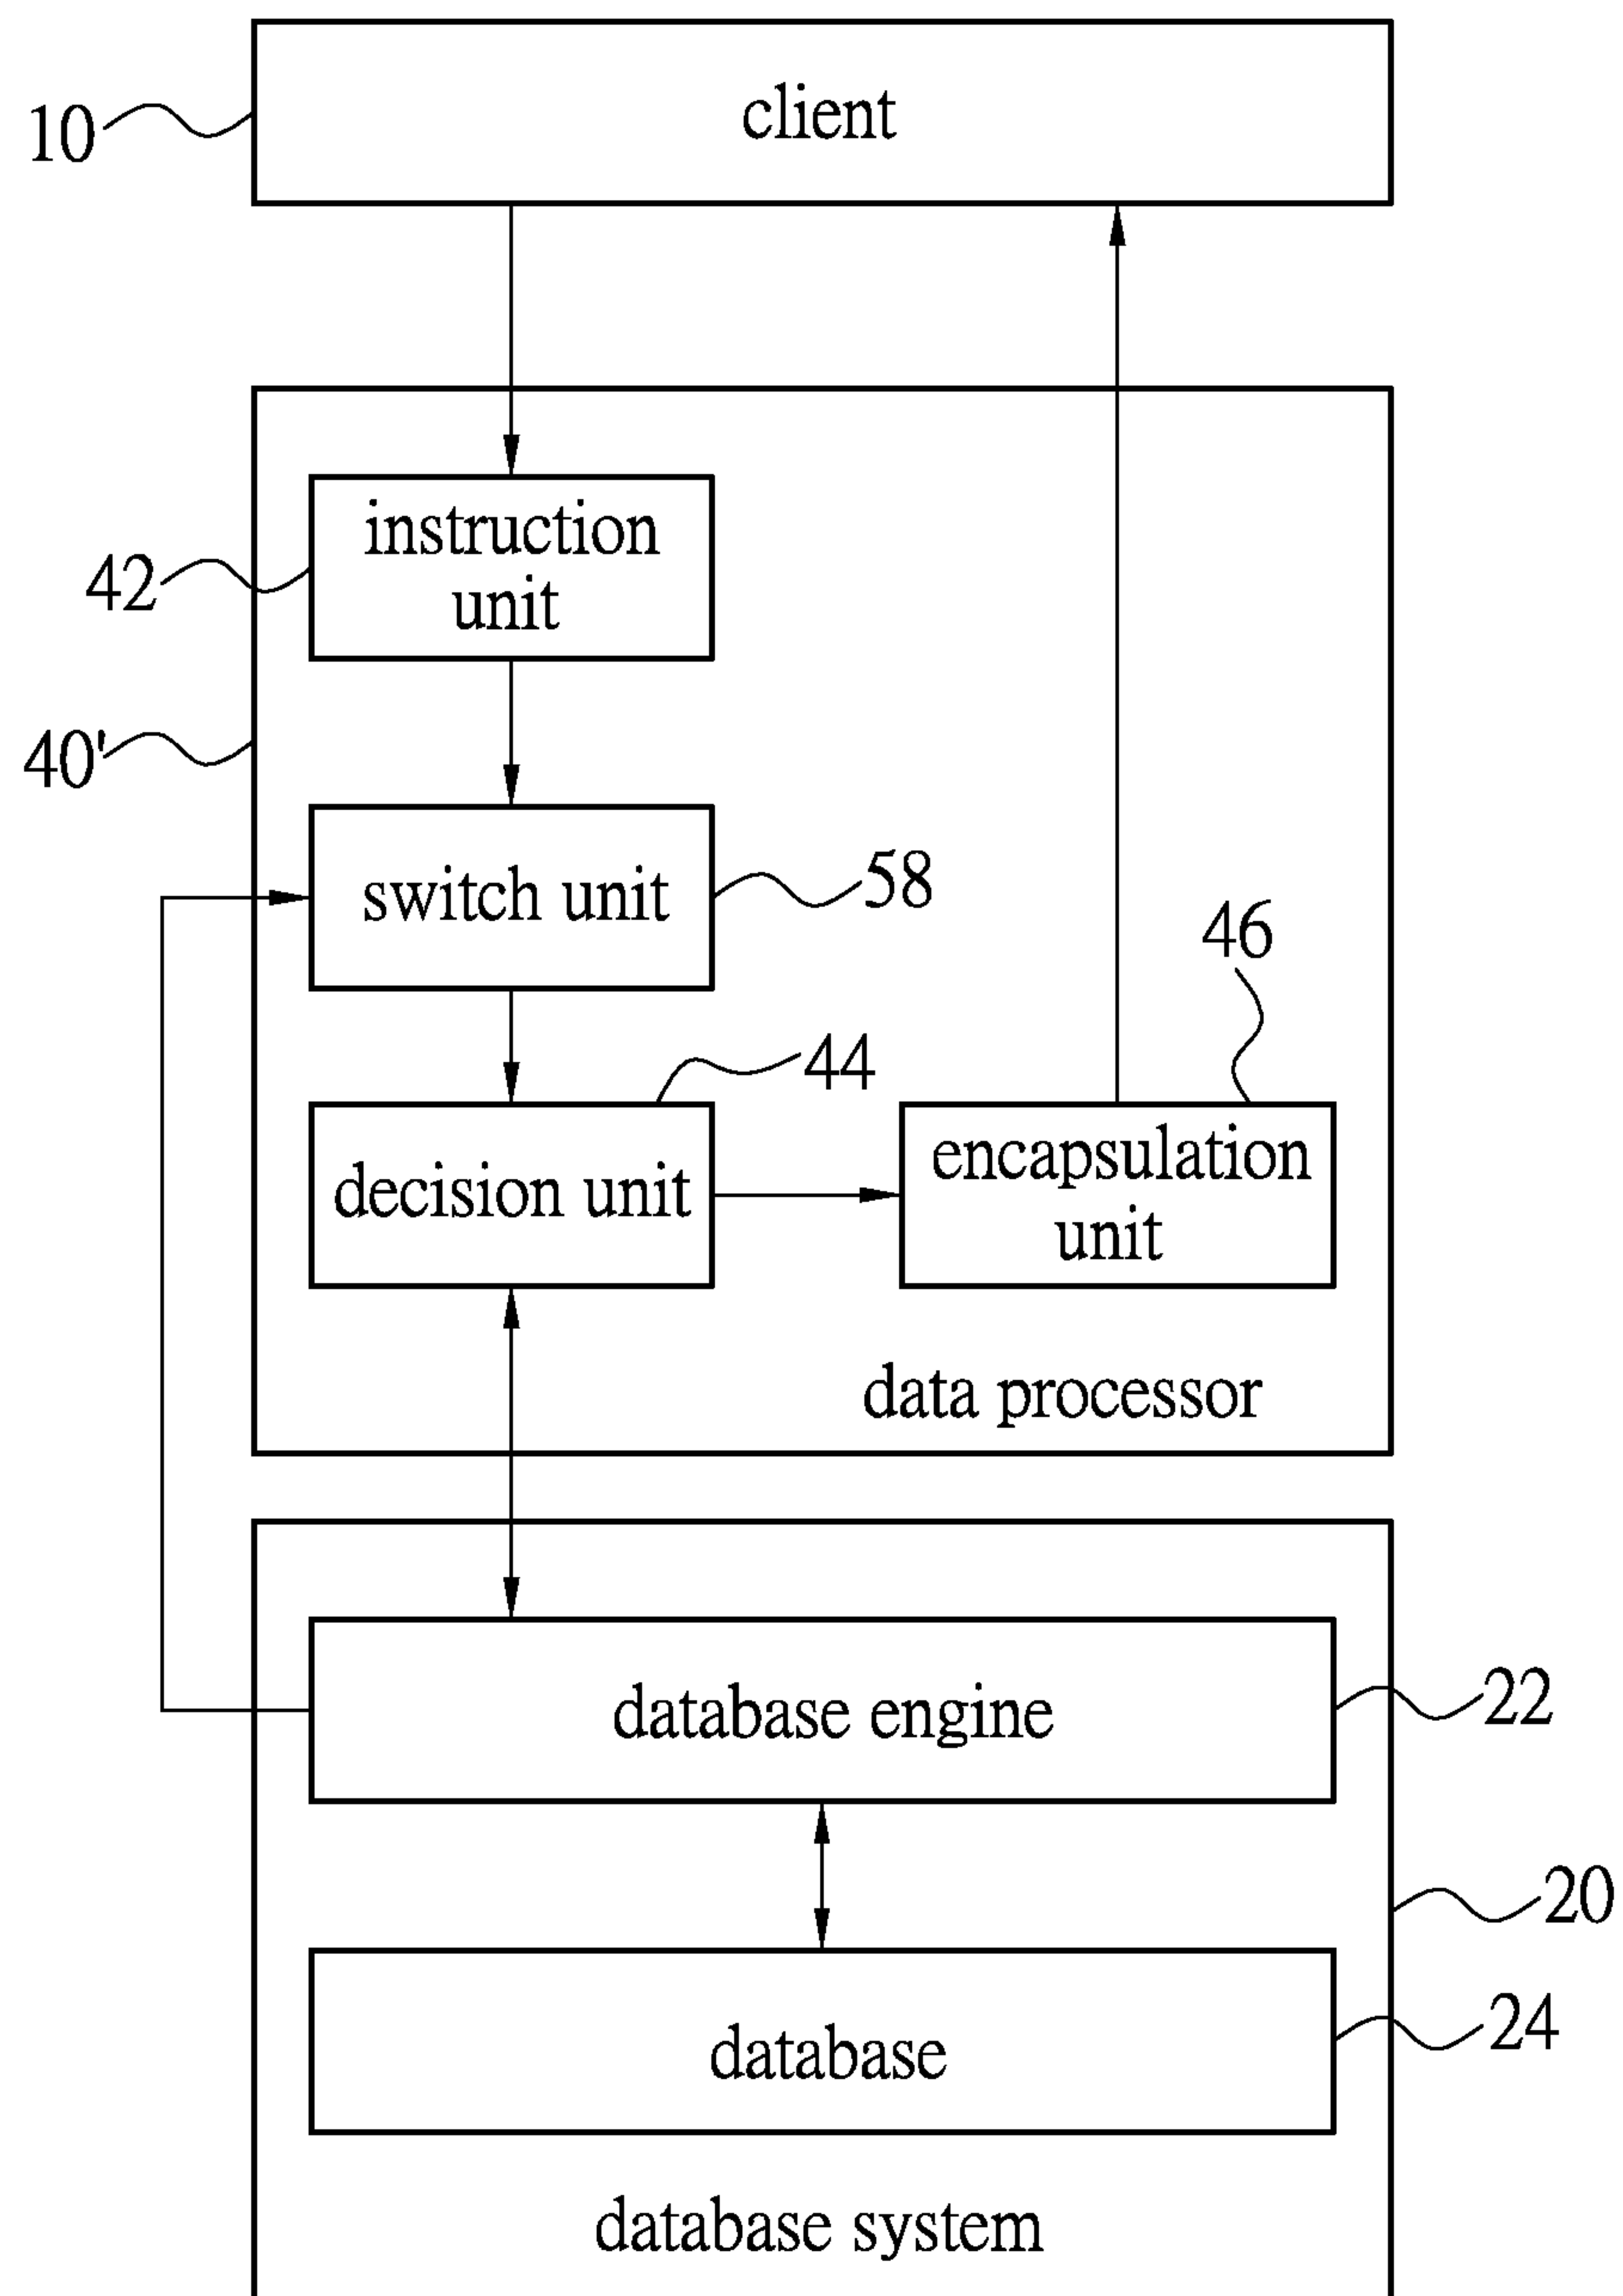 client
10
instruction
unit
42
40'
switch unit
58
46
44
decision unit
encapsulation
unit
data processor
database engine
22
20
database
24
database system